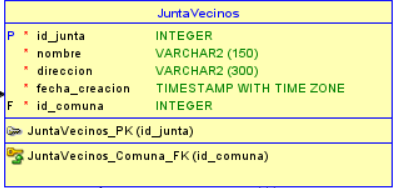 JuntaVecinos
P * id_junta INTEGER
* nombre VARCHAR2 (150)
* direccion VARCHAR2 (300)
* fecha_creacion TIMESTAMP WITH TIME ZONE
F * id_comuna INTEGER
JuntaVecinos_PK (id_junta)
JuntaVecinos_Comuna_FK (id_comuna)